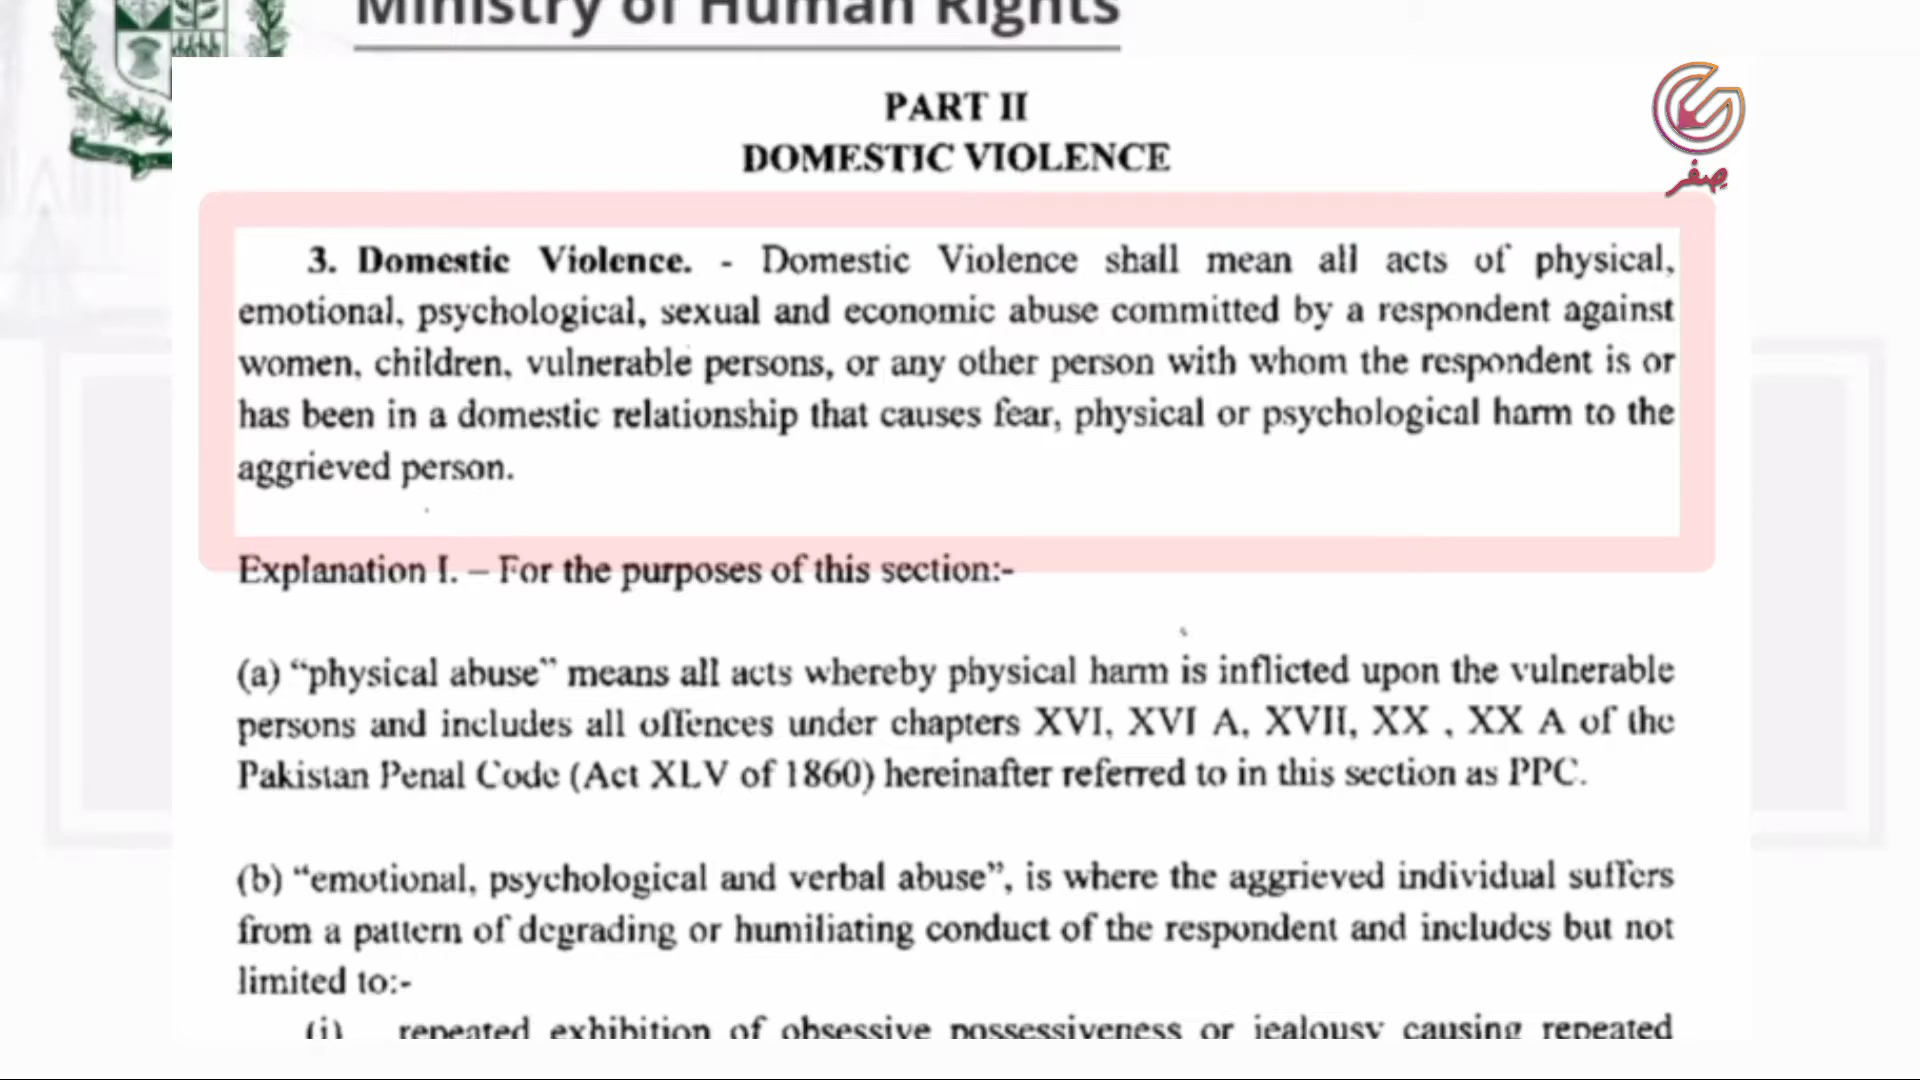 Ministry of Human Rights
PART II
DOMESTIC VIOLENCE
صِفر
3. Domestic Violence. - Domestic Violence shall mean all acts of physical,
emotional, psychological, sexual and economic abuse committed by a respondent against
women, children, vulnerable persons, or any other person with whom the respondent is or
has been in a domestic relationship that causes fear, physical or psychological harm to the
aggrieved person.
Explanation I. – For the purposes of this section:-
(a) “physical abuse” means all acts whereby physical harm is inflicted upon the vulnerable
persons and includes all offences under chapters XVI, XVI A, XVII, XX , XX A of the
Pakistan Penal Code (Act XLV of 1860) hereinafter referred to in this section as PPC.
(b) “emotional, psychological and verbal abuse”, is where the aggrieved individual suffers
from a pattern of degrading or humiliating conduct of the respondent and includes but not
limited to:-
(i) repeated exhibition of obsessive possessiveness or jealousy causing repeated